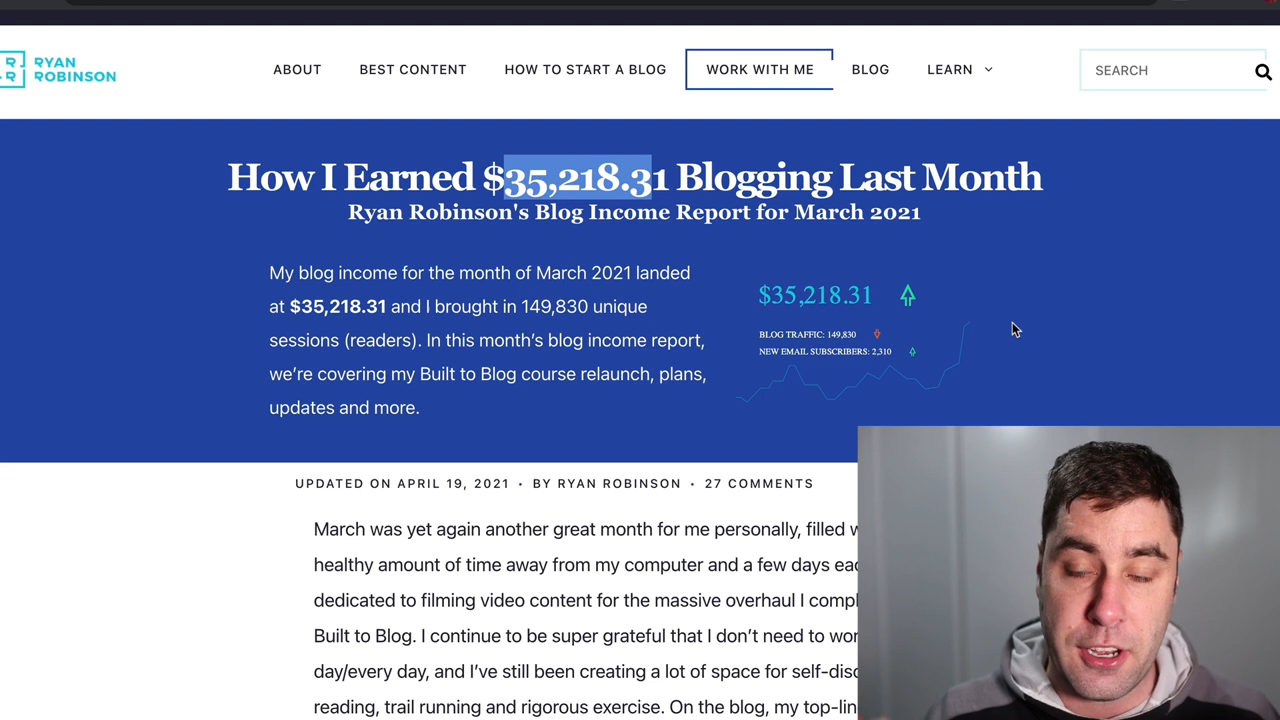 RYAN
ROBINSON
ABOUT
BEST CONTENT
HOW TO START A BLOG
WORK WITH ME
BLOG
LEARN
SEARCH
How I Earned $35,218.31 Blogging Last Month
Ryan Robinson's Blog Income Report for March 2021
My blog income for the month of March 2021 landed
at $35,218.31 and I brought in 149,830 unique
sessions (readers). In this month's blog income report,
we're covering my Built to Blog course relaunch, plans,
updates and more.
$35,218.31
BLOG TRAFFIC: 149,830
NEW EMAIL SUBSCRIBERS: 2,310
UPDATED ON APRIL 19, 2021 • BY RYAN ROBINSON • 27 COMMENTS
March was yet again another great month for me personally, filled
healthy amount of time away from my computer and a few days
dedicated to filming video content for the massive overhaul I
Built to Blog. I continue to be super grateful that I don't need to
day/every day, and I've still been creating a lot of space for
reading, trail running and rigorous exercise. On the blog, my